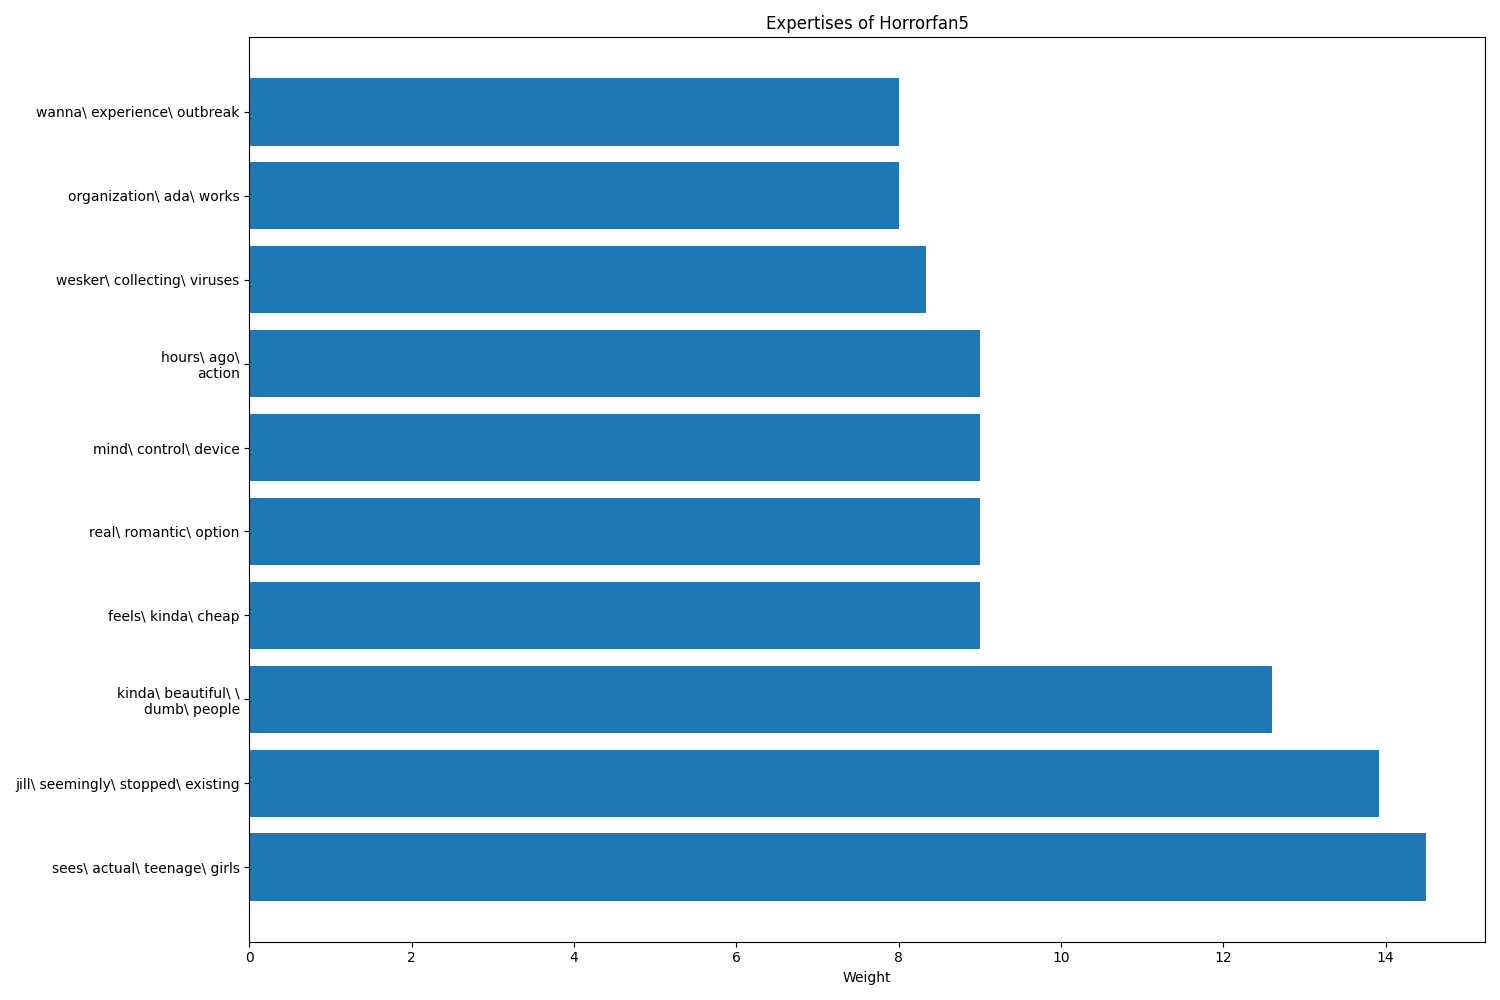 Expertises of Horrorfan5
wanna\ experience\ outbreak
organization\ ada\ works
wesker\ collecting\ viruses
hours\ ago\
action
mind\ control\ device
real\ romantic\ option
feels\ kinda\ cheap
kinda\ beautiful\ \
dumb\ people
jill\ seemingly\ stopped\ existing
sees\ actual\ teenage\ girls
0 2 4 6 8 10 12 14
Weight